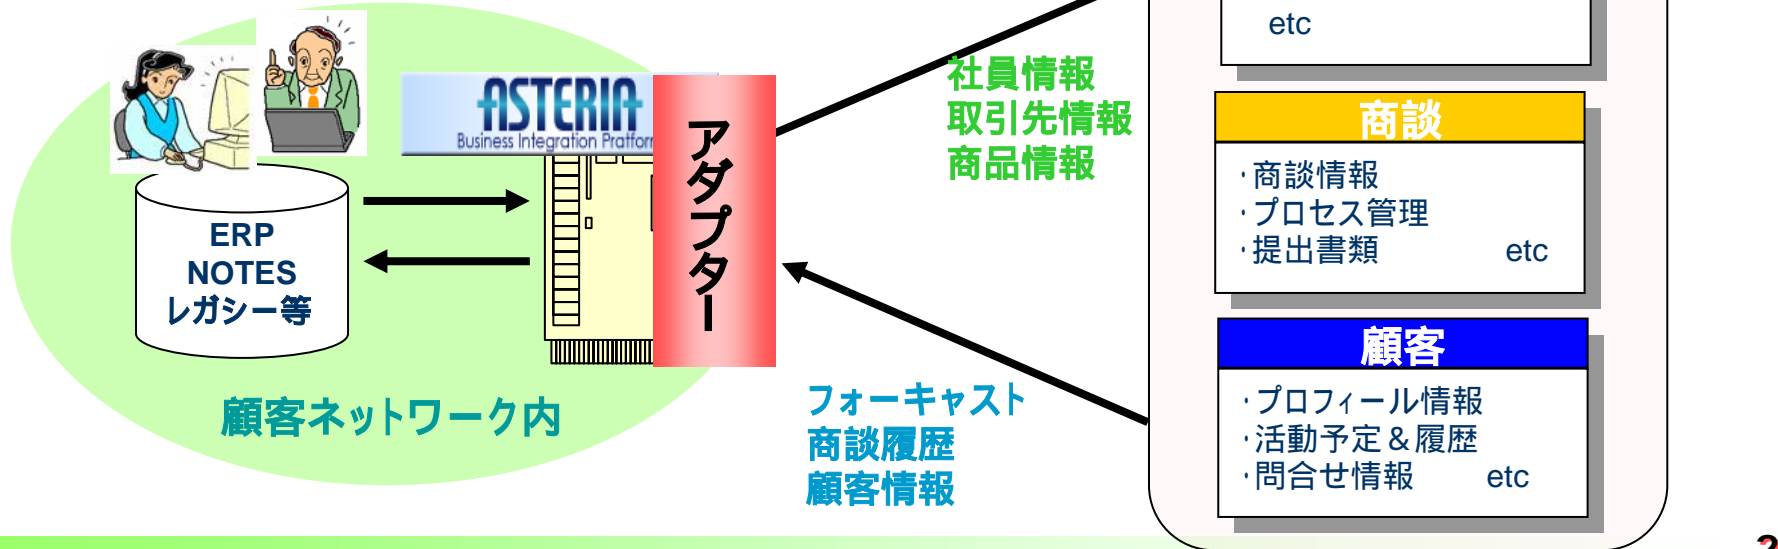 ASTERIA
Business Integration Pratfor
アダプター
ERP
NOTES
レガシー等
顧客ネットワーク内
社員情報
取引先情報
商品情報
フォーキャスト
商談履歴
顧客情報
etc
商談
・商談情報
・プロセス管理
・提出書類 etc
顧客
・プロフィール情報
・活動予定＆履歴
・問合せ情報 etc